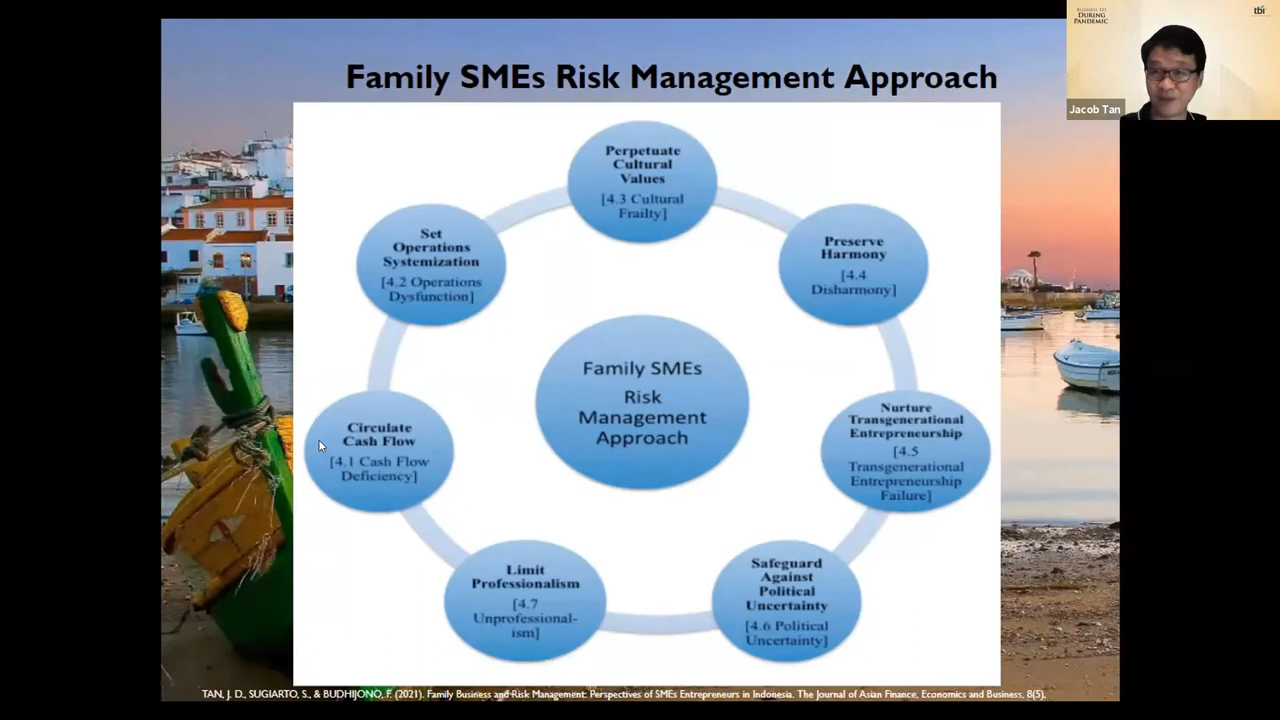 Family SMEs Risk Management Approach
Perpetuate
Cultural
Values
[4.3 Cultural
Frailty]
Set
Operations
Systemization
[4.2 Operations
Dysfunction]
Preserve
Harmony
[4.4
Disharmony]
Family SMEs
Risk
Management
Approach
Circulate
Cash Flow
[4.1 Cash Flow
Deficiency]
Nurture
Transgenerational
Entrepreneurship
[4.5
Transgenerational
Entrepreneurship
Failure]
Limit
Professionalism
[4.7
Unprofessional-
ism]
Safeguard
Against
Political
Uncertainty
[4.6 Political
Uncertainty]
TAN, J. D., SUGIARTO, S., & BUDHIJONO, F. (2021). Family Business and Risk Management: Perspectives of SMEs Entrepreneurs in Indonesia. The Journal of Asian Finance, Economics and Business, 8(5),
DURING
PANDEMIC
tbi
Jacob Tan